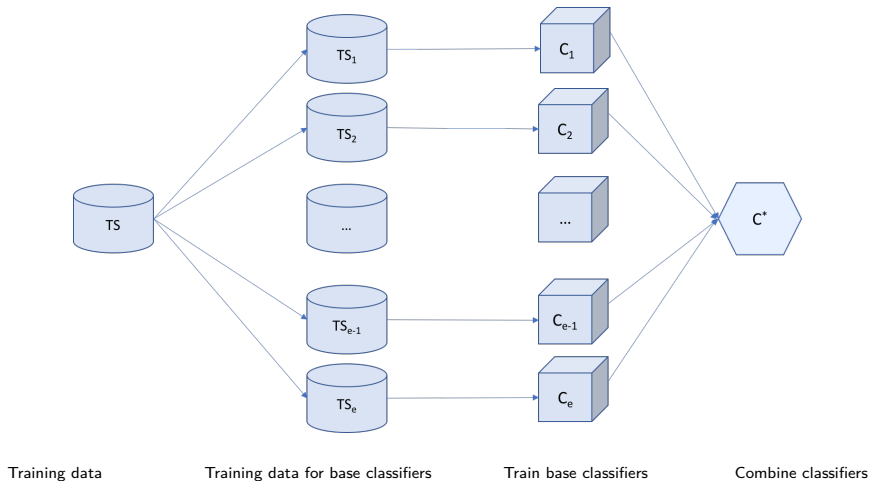 TS₁
C₁
TS₂
C₂
TS
...
...
C*
TSₑ₋₁
Cₑ₋₁
TSₑ
Cₑ
Training data
Training data for base classifiers
Train base classifiers
Combine classifiers